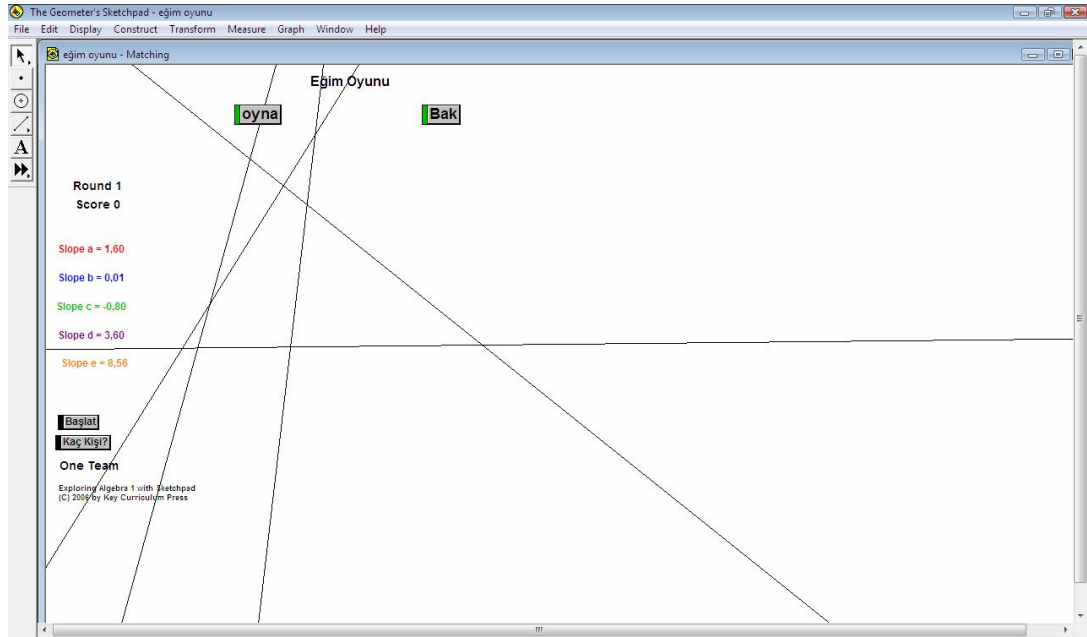 The Geometer's Sketchpad - eğim oyunu
File Edit Display Construct Transform Measure Graph Window Help
eğim oyunu - Matching
Eğim Oyunu
oyna
Bak
Round 1
Score 0
Slope a = 1,60
Slope b = 0,01
Slope c = -0,80
Slope d = 3,60
Slope e = 8,56
Başlat
Kaç Kişi?
One Team
Exploring Algebra 1 with Sketchpad
(C) 2006 by Key Curriculum Press
A